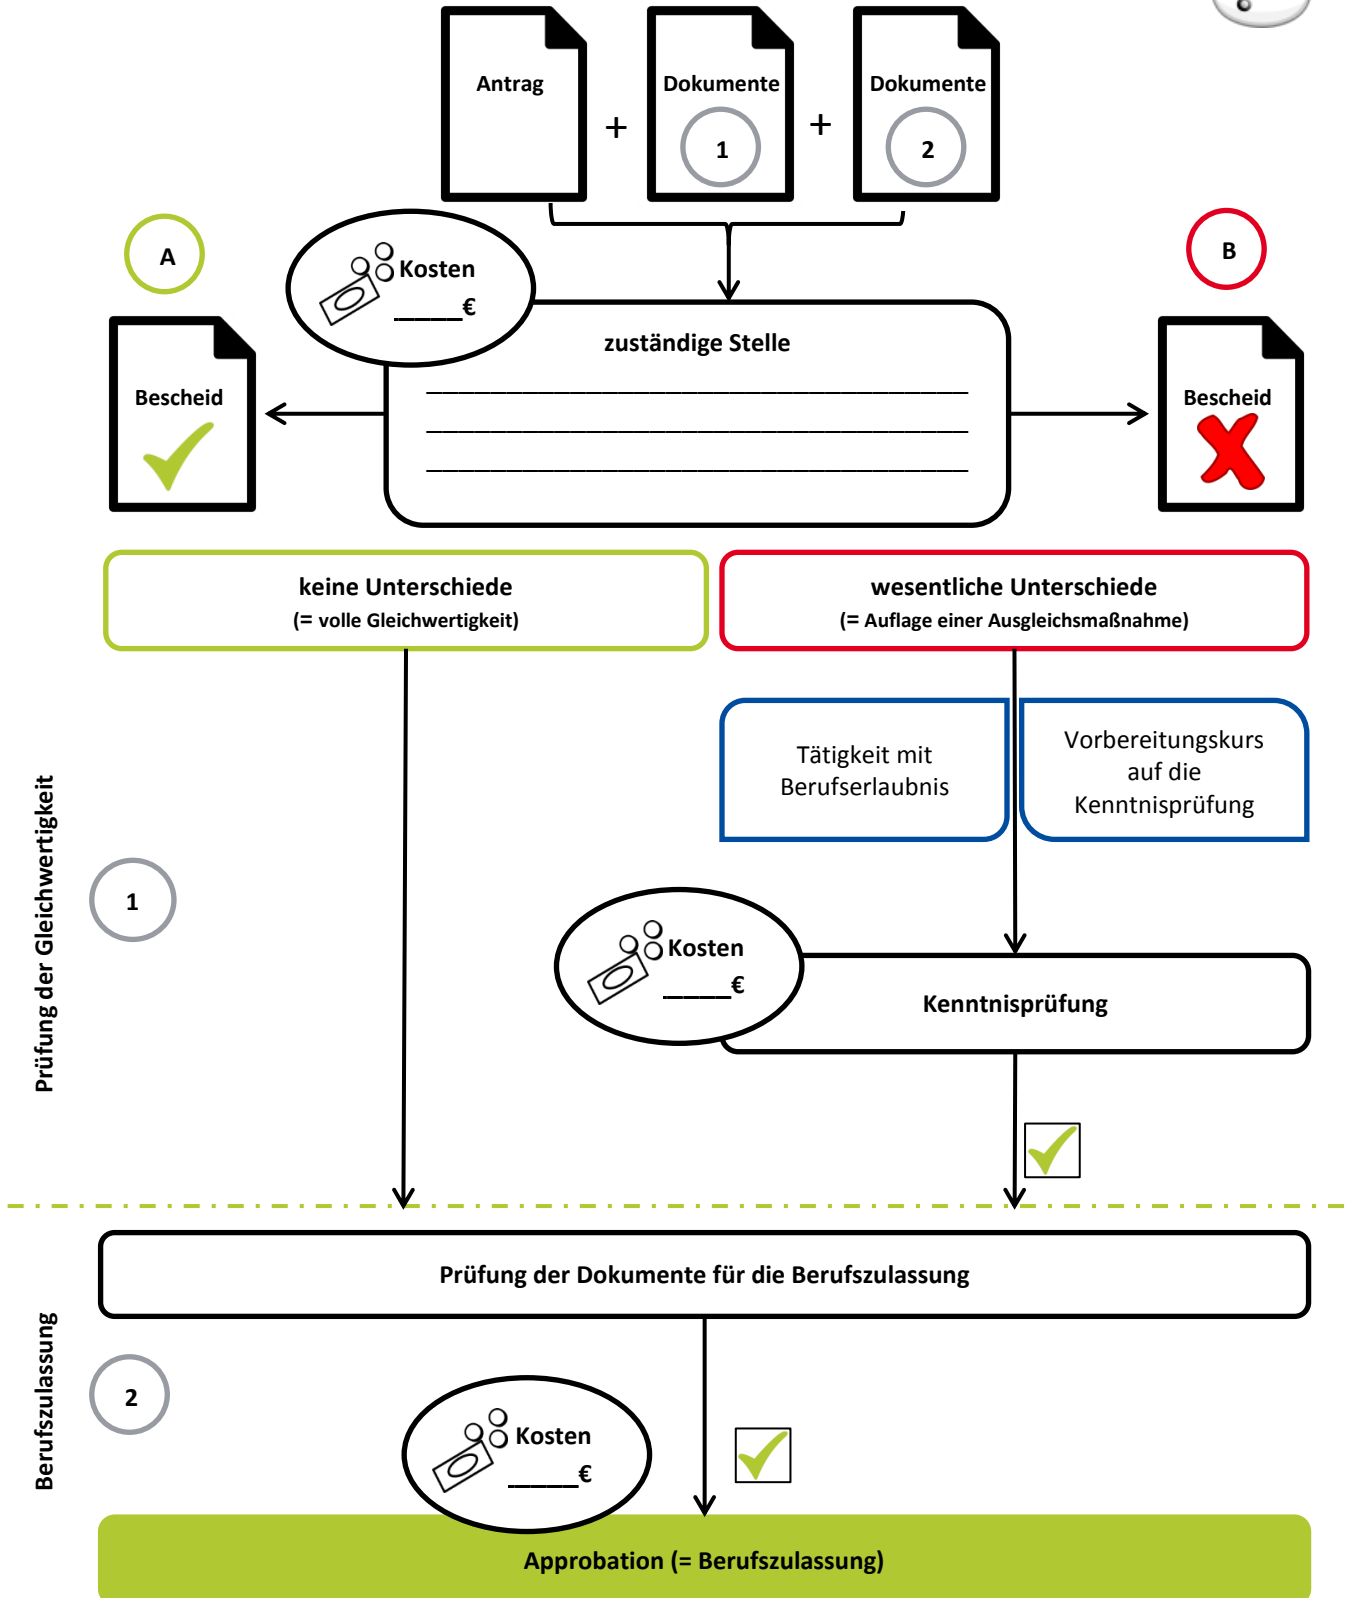 Antrag
+
Dokumente
1
+
Dokumente
2
A
Kosten
_____€
B
zuständige Stelle
Bescheid
Bescheid
keine Unterschiede
(= volle Gleichwertigkeit)
wesentliche Unterschiede
(= Auflage einer Ausgleichsmaßnahme)
Tätigkeit mit
Berufserlaubnis
Vorbereitungskurs
auf die
Kenntnisprüfung
Prüfung der Gleichwertigkeit
1
Kosten
_____€
Kenntnisprüfung
Prüfung der Dokumente für die Berufszulassung
Berufszulassung
2
Kosten
_____€
Approbation (= Berufszulassung)